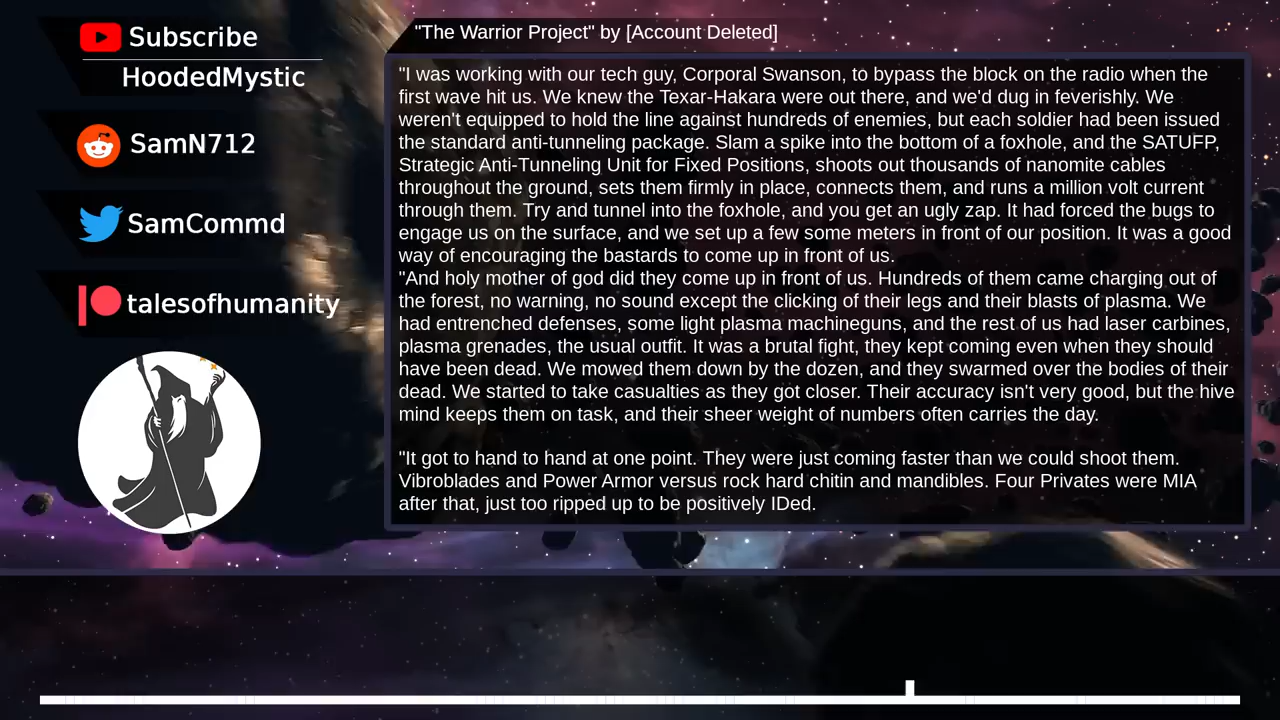 Subscribe
HoodedMystic
SamN712
SamCommd
talesofhumanity
"The Warrior Project" by [Account Deleted]
"I was working with our tech guy, Corporal Swanson, to bypass the block on the radio when the
first wave hit us. We knew the Texar-Hakara were out there, and we'd dug in feverishly. We
weren't equipped to hold the line against hundreds of enemies, but each soldier had been issued
the standard anti-tunneling package. Slam a spike into the bottom of a foxhole, and the SATUFP,
Strategic Anti-Tunneling Unit for Fixed Positions, shoots out thousands of nanomite cables
throughout the ground, sets them firmly in place, connects them, and runs a million volt current
through them. Try and tunnel into the foxhole, and you get an ugly zap. It had forced the bugs to
engage us on the surface, and we set up a few some meters in front of our position. It was a good
way of encouraging the bastards to come up in front of us.
"And holy mother of god did they come up in front of us. Hundreds of them came charging out of
the forest, no warning, no sound except the clicking of their legs and their blasts of plasma. We
had entrenched defenses, some light plasma machineguns, and the rest of us had laser carbines,
plasma grenades, the usual outfit. It was a brutal fight, they kept coming even when they should
have been dead. We mowed them down by the dozen, and they swarmed over the bodies of their
dead. We started to take casualties as they got closer. Their accuracy isn't very good, but the hive
mind keeps them on task, and their sheer weight of numbers often carries the day.
"It got to hand to hand at one point. They were just coming faster than we could shoot them.
Vibroblades and Power Armor versus rock hard chitin and mandibles. Four Privates were MIA
after that, just too ripped up to be positively IDed.